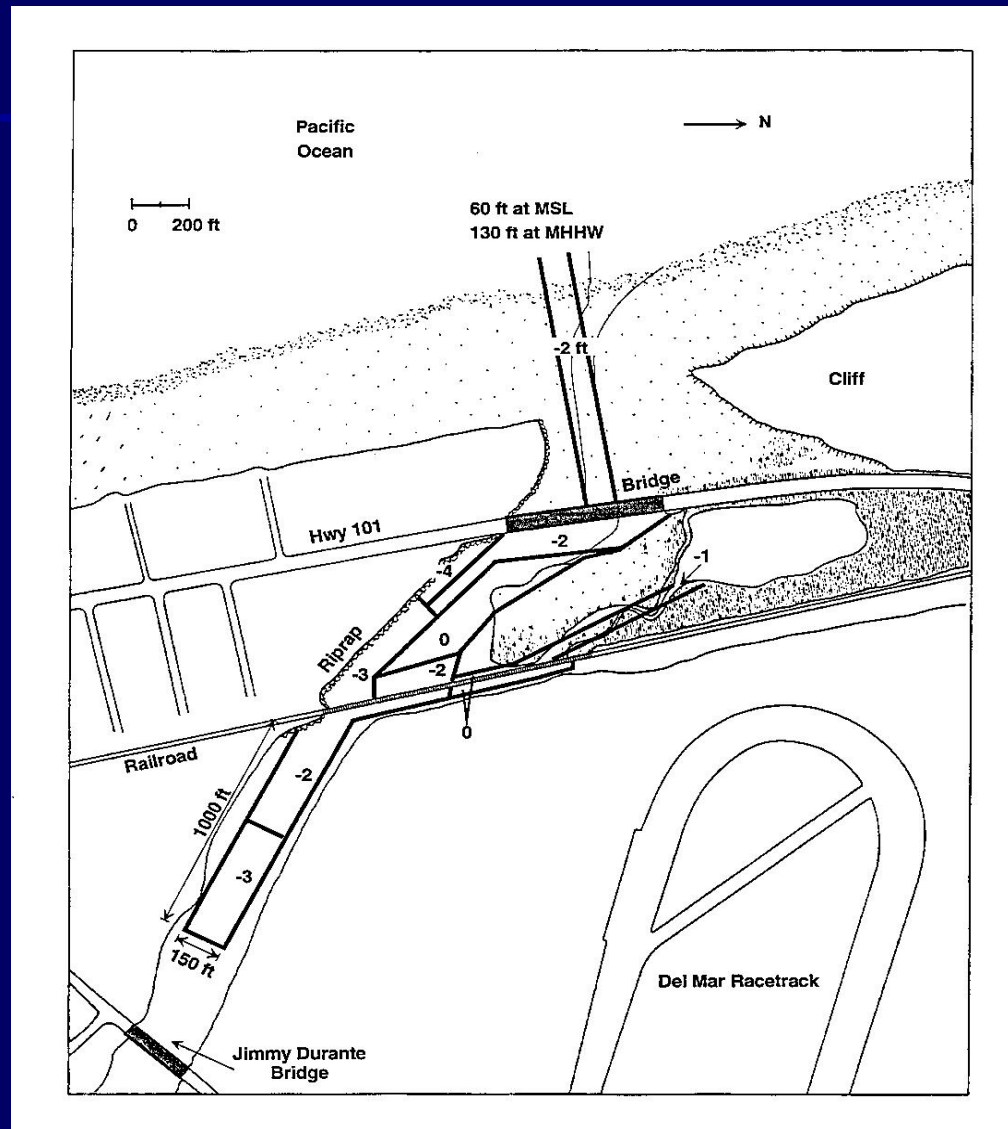 Pacific
Ocean
N
0 200 ft
60 ft at MSL
130 ft at MHHW
-2 ft
Cliff
Bridge
Hwy 101
-2
-1
-4
Riprap
0
-3
-2
0
Railroad
-2
1000 ft
-3
150 ft
Del Mar Racetrack
Jimmy Durante
Bridge